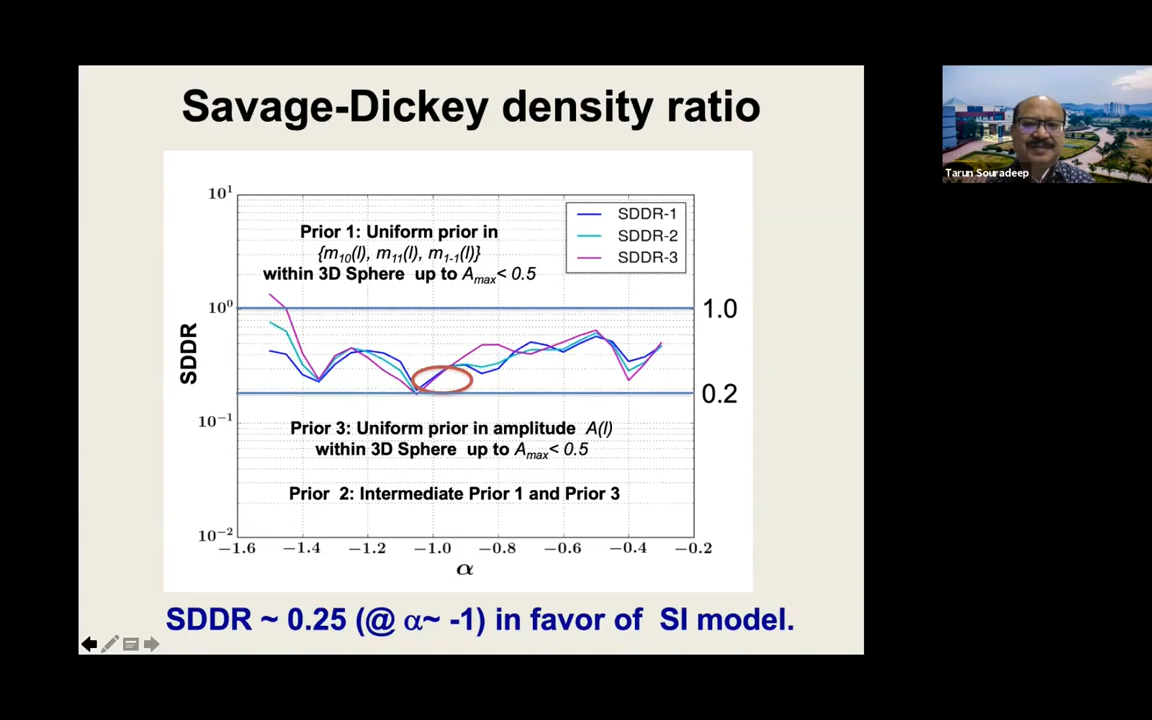 Savage-Dickey density ratio
Tarun Souradeep
10¹
10⁰
10⁻¹
10⁻²
SDDR
Prior 1: Uniform prior in
{m₁₀(l), m₁₁(l), m₁₋₁(l)}
within 3D Sphere up to Aₘₐₓ< 0.5
SDDR-1
SDDR-2
SDDR-3
1.0
0.2
Prior 3: Uniform prior in amplitude A(l)
within 3D Sphere up to Aₘₐₓ< 0.5
Prior 2: Intermediate Prior 1 and Prior 3
−1.6 −1.4 −1.2 −1.0 −0.8 −0.6 −0.4 −0.2
α
SDDR ~ 0.25 (@ α~ -1) in favor of SI model.